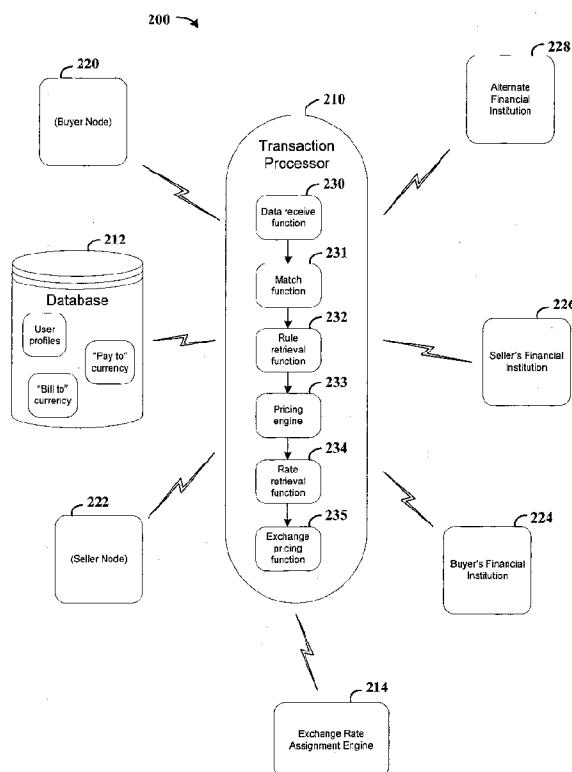 200
220
(Buyer Node)
228
Alternate
Financial
Institution
210
Transaction
Processor
230
Data receive
function
231
Match
function
232
Rule
retrieval
function
233
Pricing
engine
234
Rate
retrieval
function
235
Exchange
pricing
function
212
Database
User
profiles
"Pay to"
currency
"Bill to"
currency
226
Seller's Financial
Institution
222
(Seller Node)
224
Buyer's Financial
Institution
214
Exchange Rate
Assignment Engine